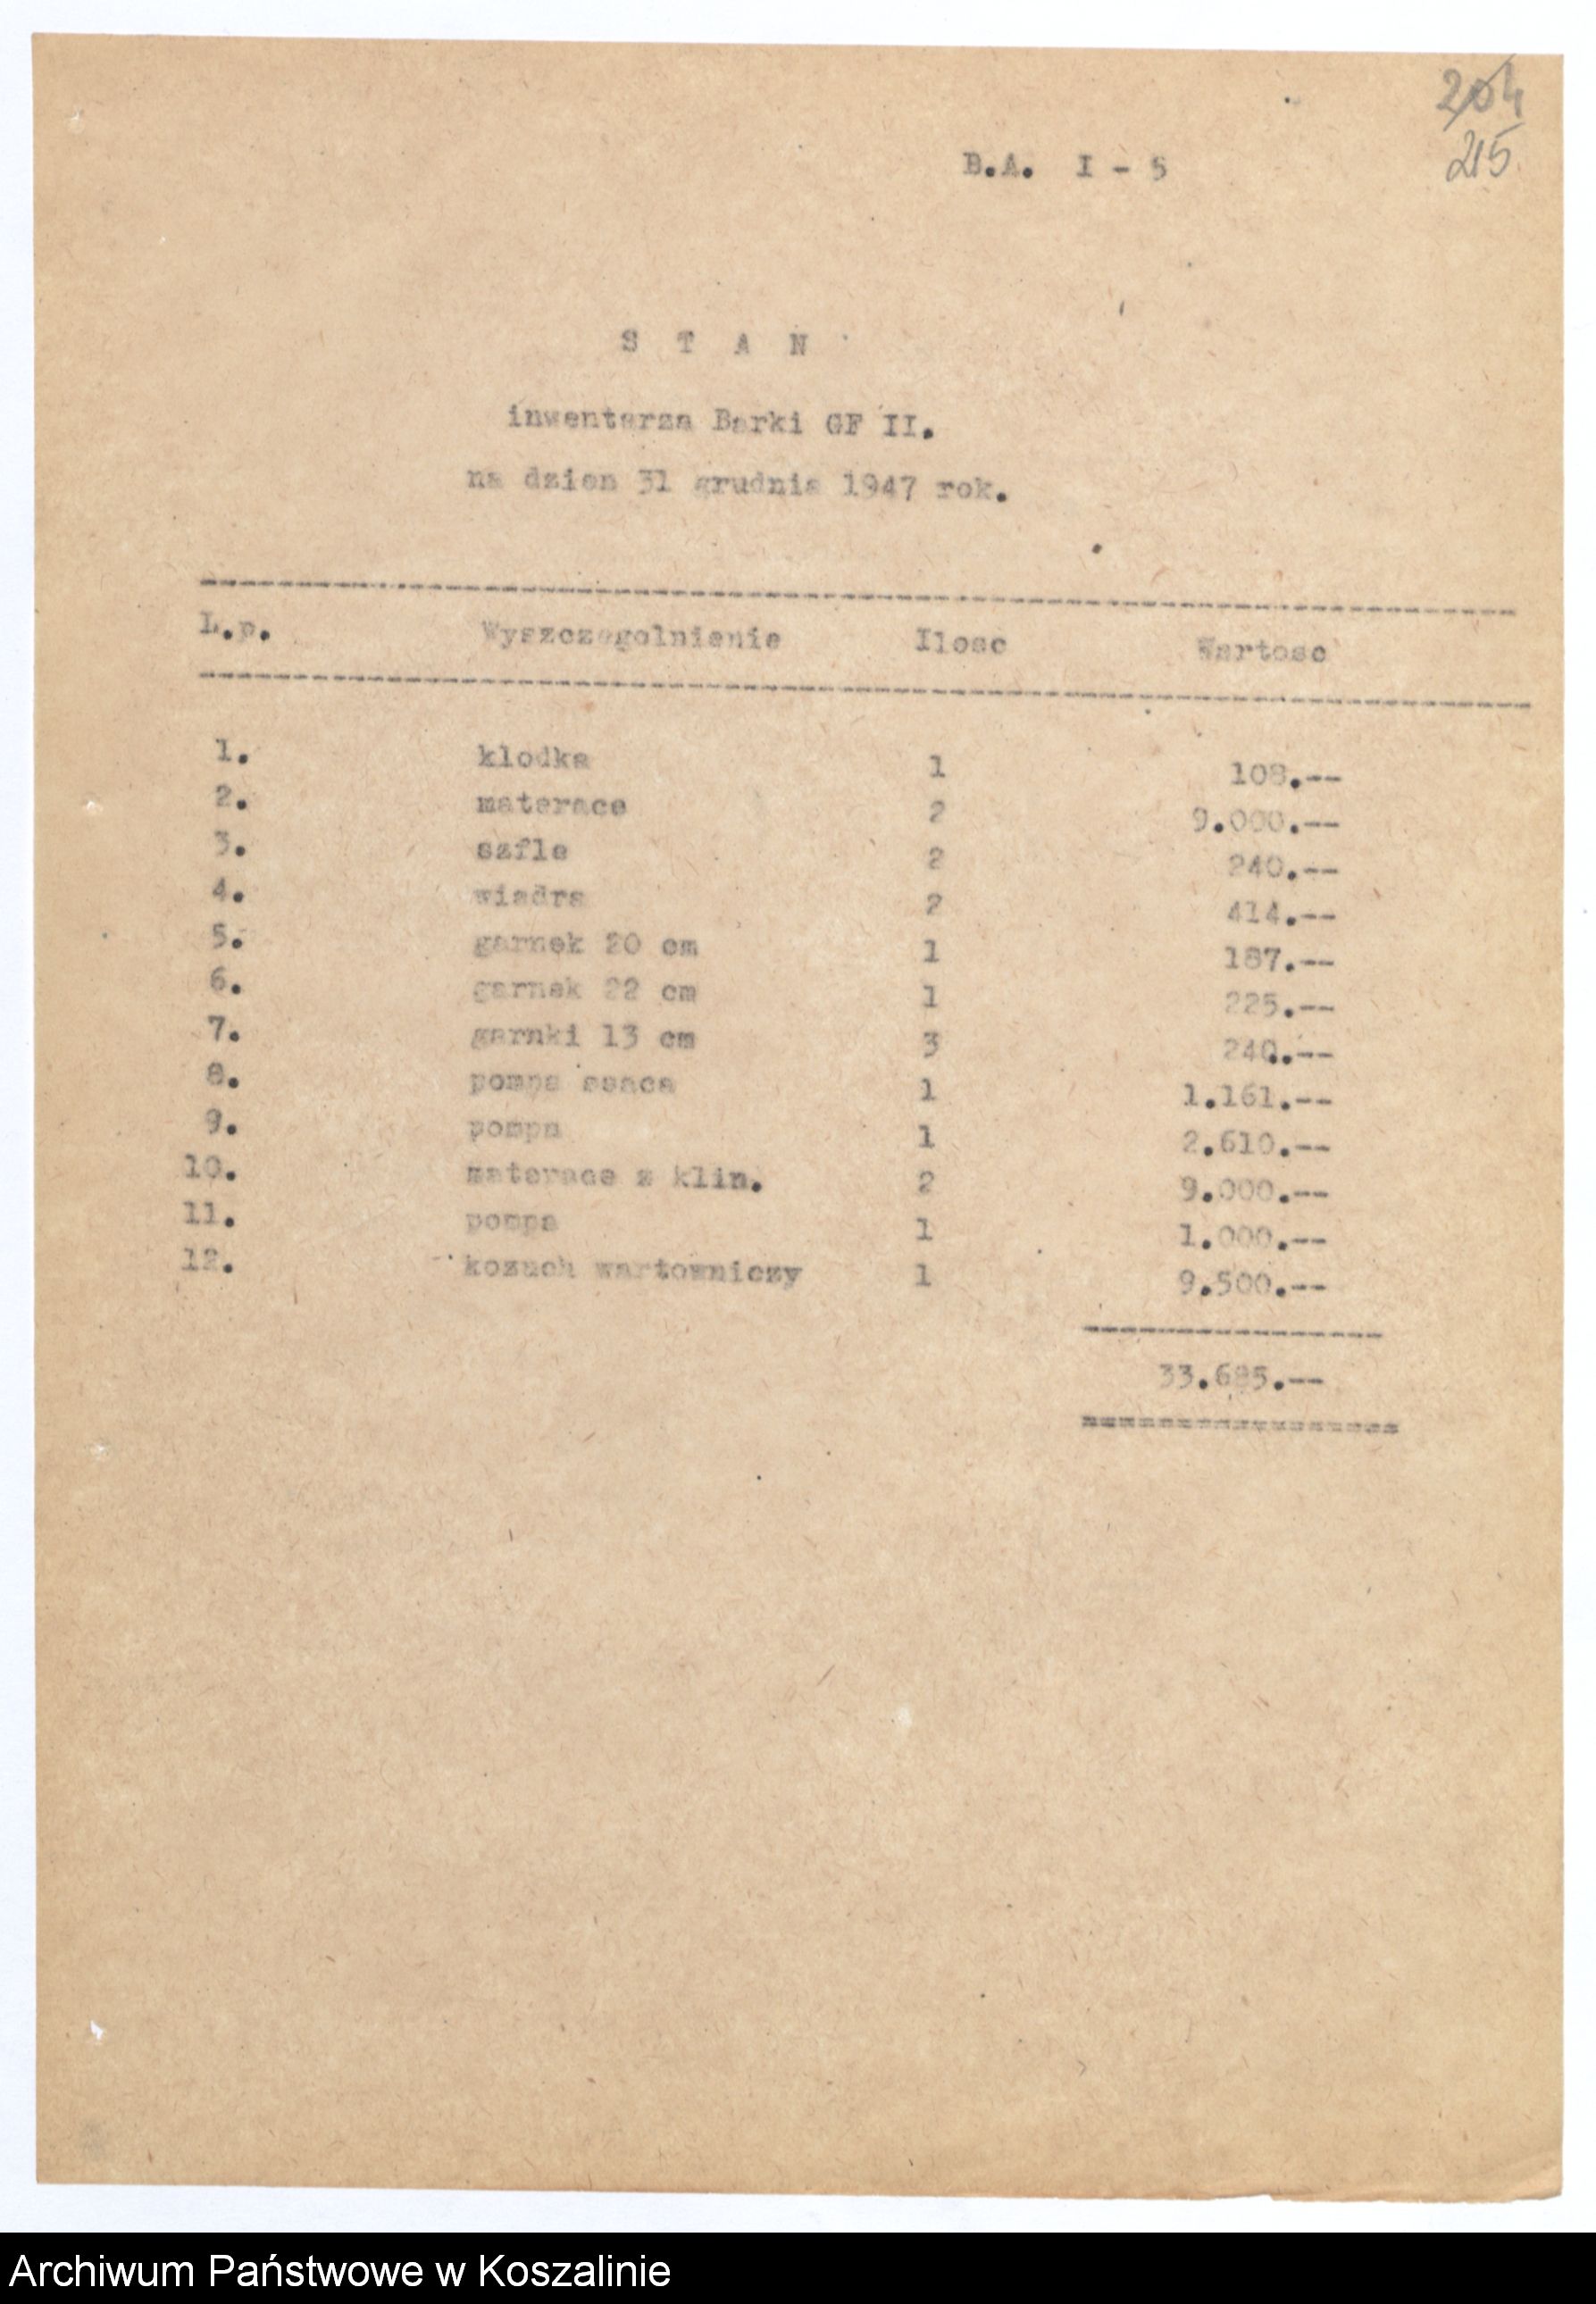 204
215
B.A. I - 5
S T A N
inwentarza Barki GF II.
na dzien 31 grudnia 1947 rok.
L.p. Wyszczegolnienie Ilosc Wartosc
1. klodka 1 108.--
2. materace 2 9.000.--
3. szfle 2 240.--
4. wiadra 2 414.--
5. garnek 20 cm 1 187.--
6. garnek 22 cm 1 225.--
7. garnki 13 cm 3 240.--
8. pompa ssaca 1 1.161.--
9. pompa 1 2.610.--
10. materace z klin. 2 9.000.--
11. pompa 1 1.000.--
12. kozuch wartowniczy 1 9.500.--
33.685.--
Archiwum Państwowe w Koszalinie